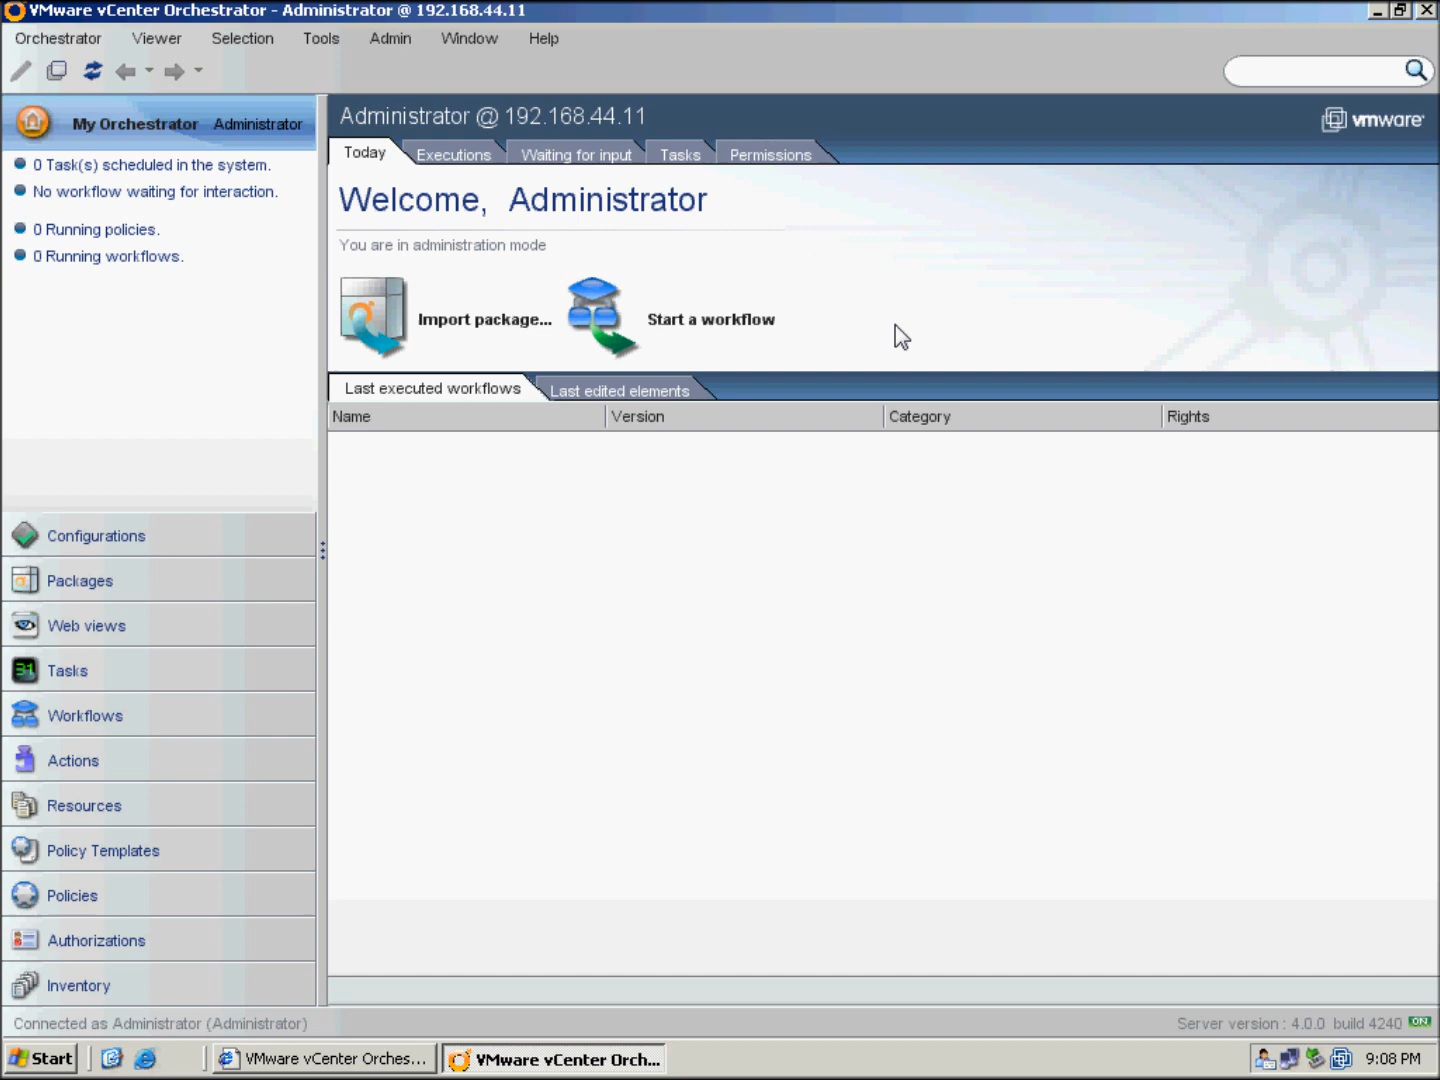 VMware vCenter Orchestrator - Administrator @ 192.168.44.11
Orchestrator Viewer Selection Tools Admin Window Help
My Orchestrator Administrator
0 Task(s) scheduled in the system.
No workflow waiting for interaction.
0 Running policies.
0 Running workflows.
Configurations
Packages
Web views
31 Tasks
Workflows
Actions
Resources
Policy Templates
Policies
Authorizations
Inventory
Administrator @ 192.168.44.11
vmware
Today Executions Waiting for input Tasks Permissions
Welcome, Administrator
You are in administration mode
Import package... Start a workflow
Last executed workflows Last edited elements
Name Version Category Rights
Connected as Administrator (Administrator)
Server version : 4.0.0 build 4240 ON
Start VMware vCenter Orches... VMware vCenter Orch... 9:08 PM